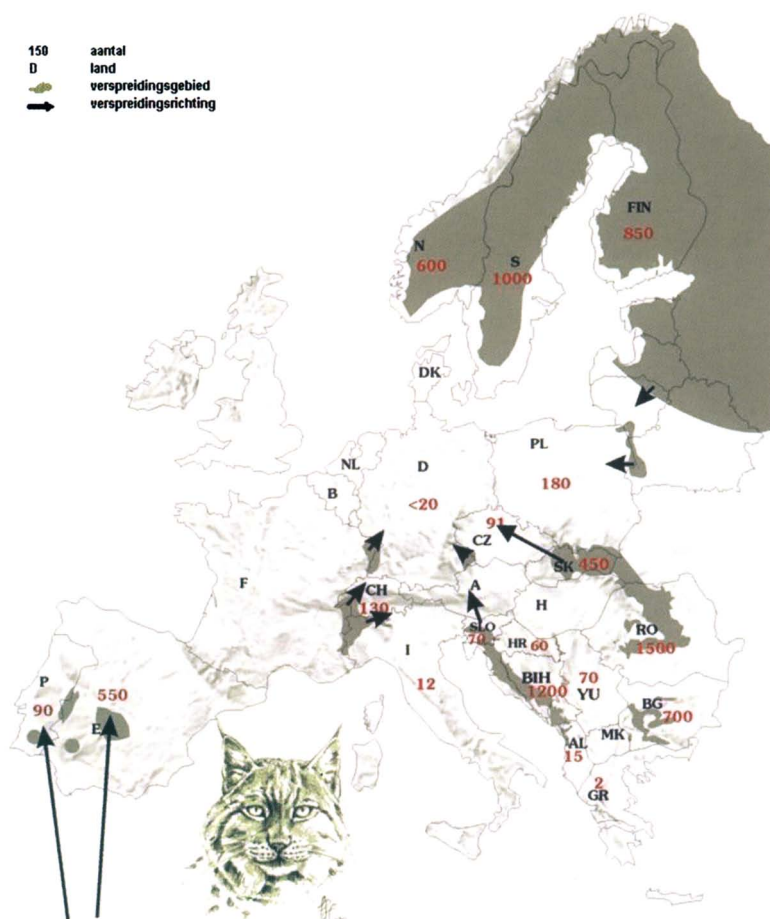 150 aantal
D land
verspreidingsgebied
verspreidingsrichting
FIN
850
N
600
S
1000
DK
PL
180
NL
D
B
<20
91
CZ
SK 450
F
CH
130
A
H
SLO
70
HR 60
RO
1500
I
12
BIH
1200
70
YU
BG
700
P
90
550
E
AL
15
MK
2
GR